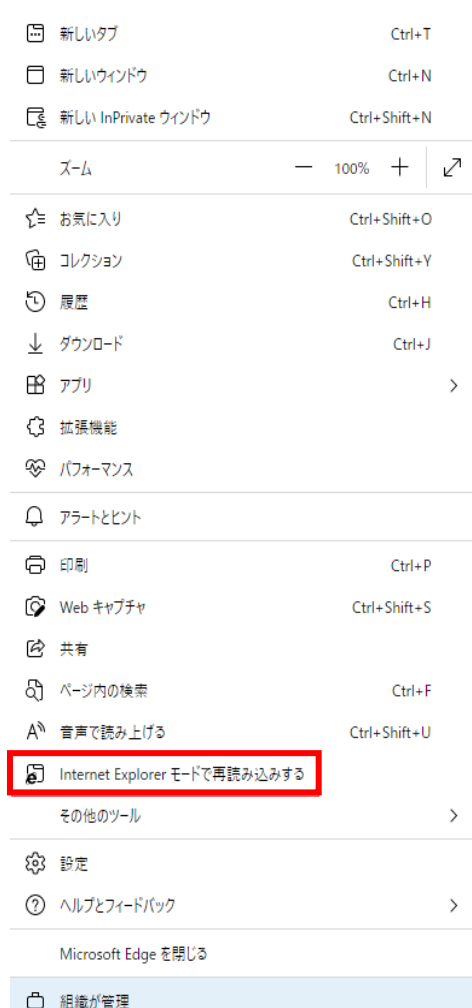 新しいタブ Ctrl+T
新しいウィンドウ Ctrl+N
新しい InPrivate ウィンドウ Ctrl+Shift+N
ズーム — 100% +
お気に入り Ctrl+Shift+O
コレクション Ctrl+Shift+Y
履歴 Ctrl+H
ダウンロード Ctrl+J
アプリ
拡張機能
パフォーマンス
アラートとヒント
印刷 Ctrl+P
Web キャプチャ Ctrl+Shift+S
共有
ページ内の検索 Ctrl+F
音声で読み上げる Ctrl+Shift+U
Internet Explorer モードで再読み込みする
その他のツール
設定
ヘルプとフィードバック
Microsoft Edge を閉じる
組織が管理